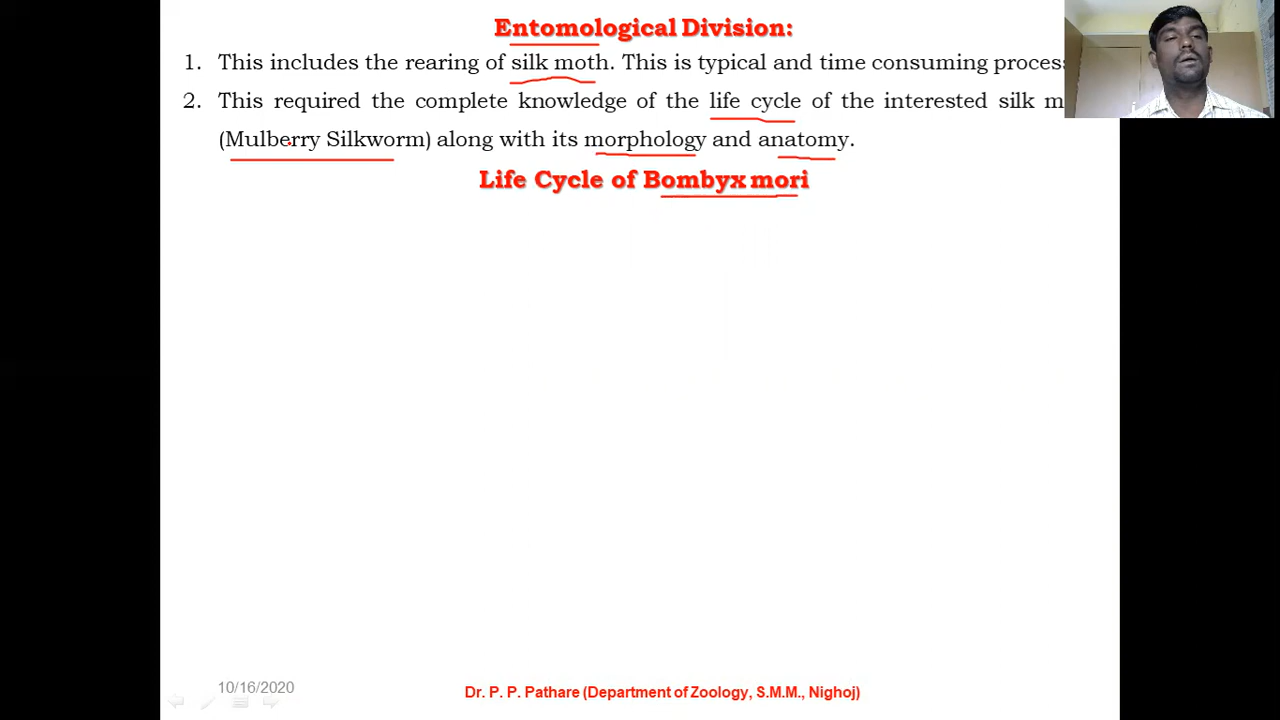 Entomological Division:
1. This includes the rearing of silk moth. This is typical and time consuming process
2. This required the complete knowledge of the life cycle of the interested silk m
(Mulberry Silkworm) along with its morphology and anatomy.
Life Cycle of Bombyx mori
10/16/2020
Dr. P. P. Pathare (Department of Zoology, S.M.M., Nighoj)